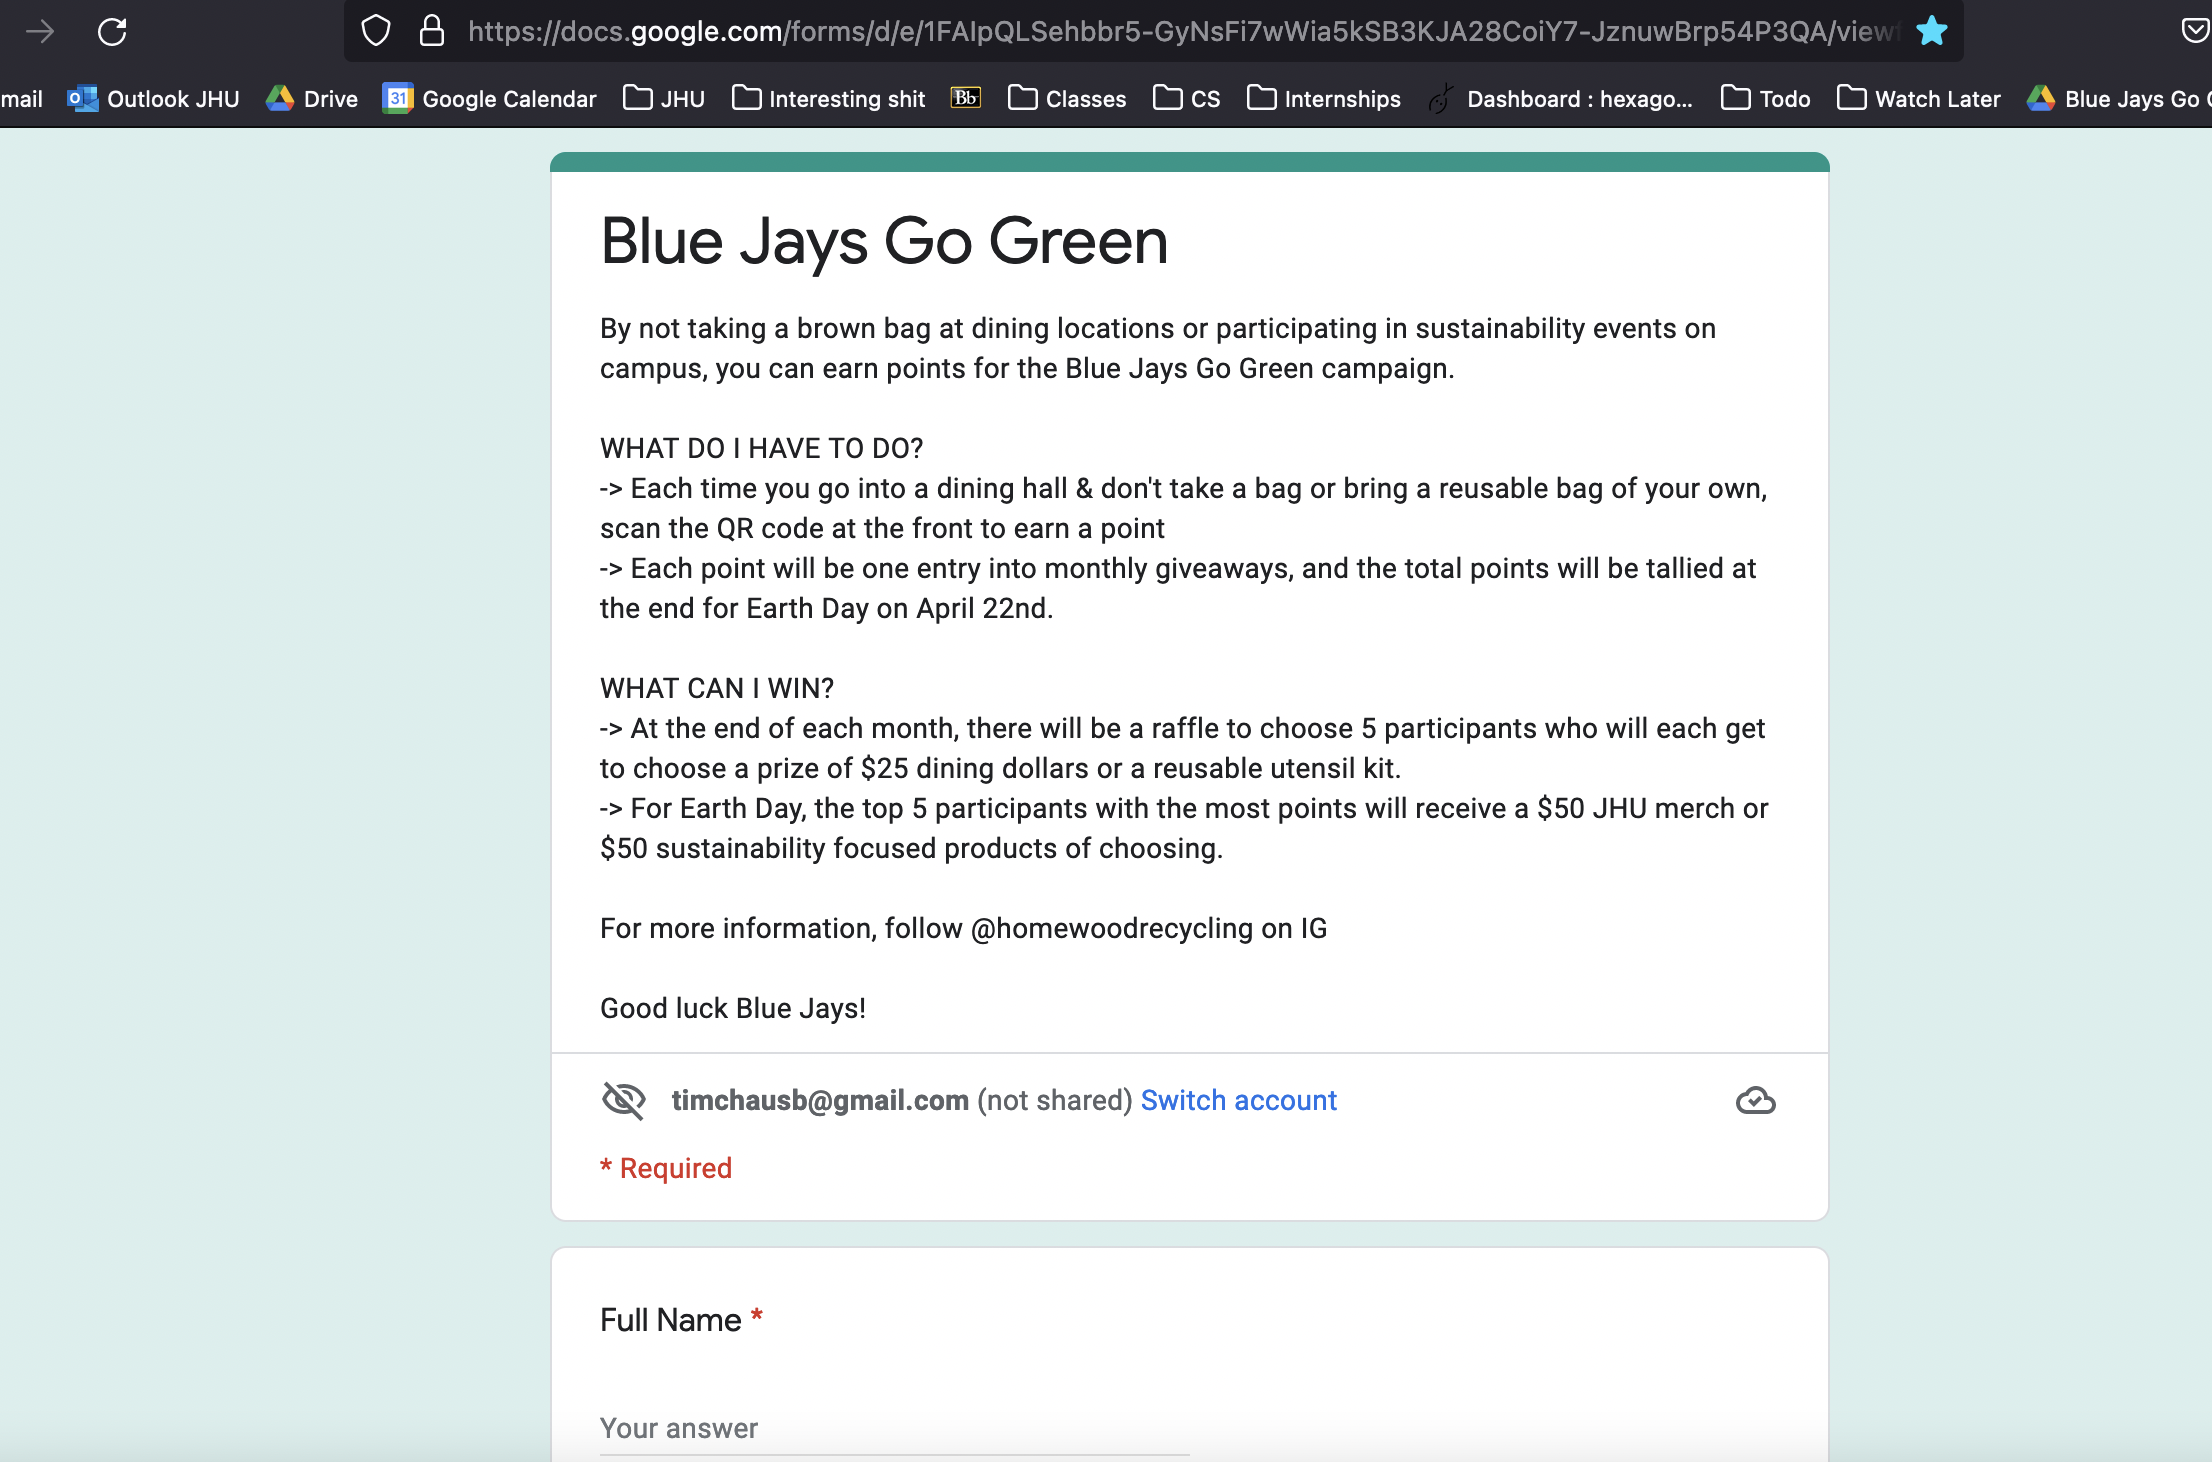 https://docs.google.com/forms/d/e/1FAIpQLSehbbr5-GyNsFi7wWia5kSB3KJA28CoiY7-JznuwBrp54P3QA/viewf
mail Outlook JHU Drive 31 Google Calendar JHU Interesting shit Bb Classes CS Internships Dashboard : hexago... Todo Watch Later Blue Jays Go
Blue Jays Go Green
By not taking a brown bag at dining locations or participating in sustainability events on
campus, you can earn points for the Blue Jays Go Green campaign.
WHAT DO I HAVE TO DO?
-> Each time you go into a dining hall & don't take a bag or bring a reusable bag of your own,
scan the QR code at the front to earn a point
-> Each point will be one entry into monthly giveaways, and the total points will be tallied at
the end for Earth Day on April 22nd.
WHAT CAN I WIN?
-> At the end of each month, there will be a raffle to choose 5 participants who will each get
to choose a prize of $25 dining dollars or a reusable utensil kit.
-> For Earth Day, the top 5 participants with the most points will receive a $50 JHU merch or
$50 sustainability focused products of choosing.
For more information, follow @homewoodrecycling on IG
Good luck Blue Jays!
timchausb@gmail.com (not shared) Switch account
* Required
Full Name *
Your answer